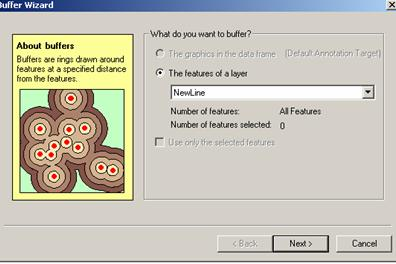 Buffer Wizard
About buffers
Buffers are rings drawn around
features at a specified distance
from the features.
What do you want to buffer?
The graphics in the data frame (Default Annotation Target)
The features of a layer
NewLine
Number of features: All Features
Number of features selected: 0
Use only the selected features
< Back
Next >
Cancel